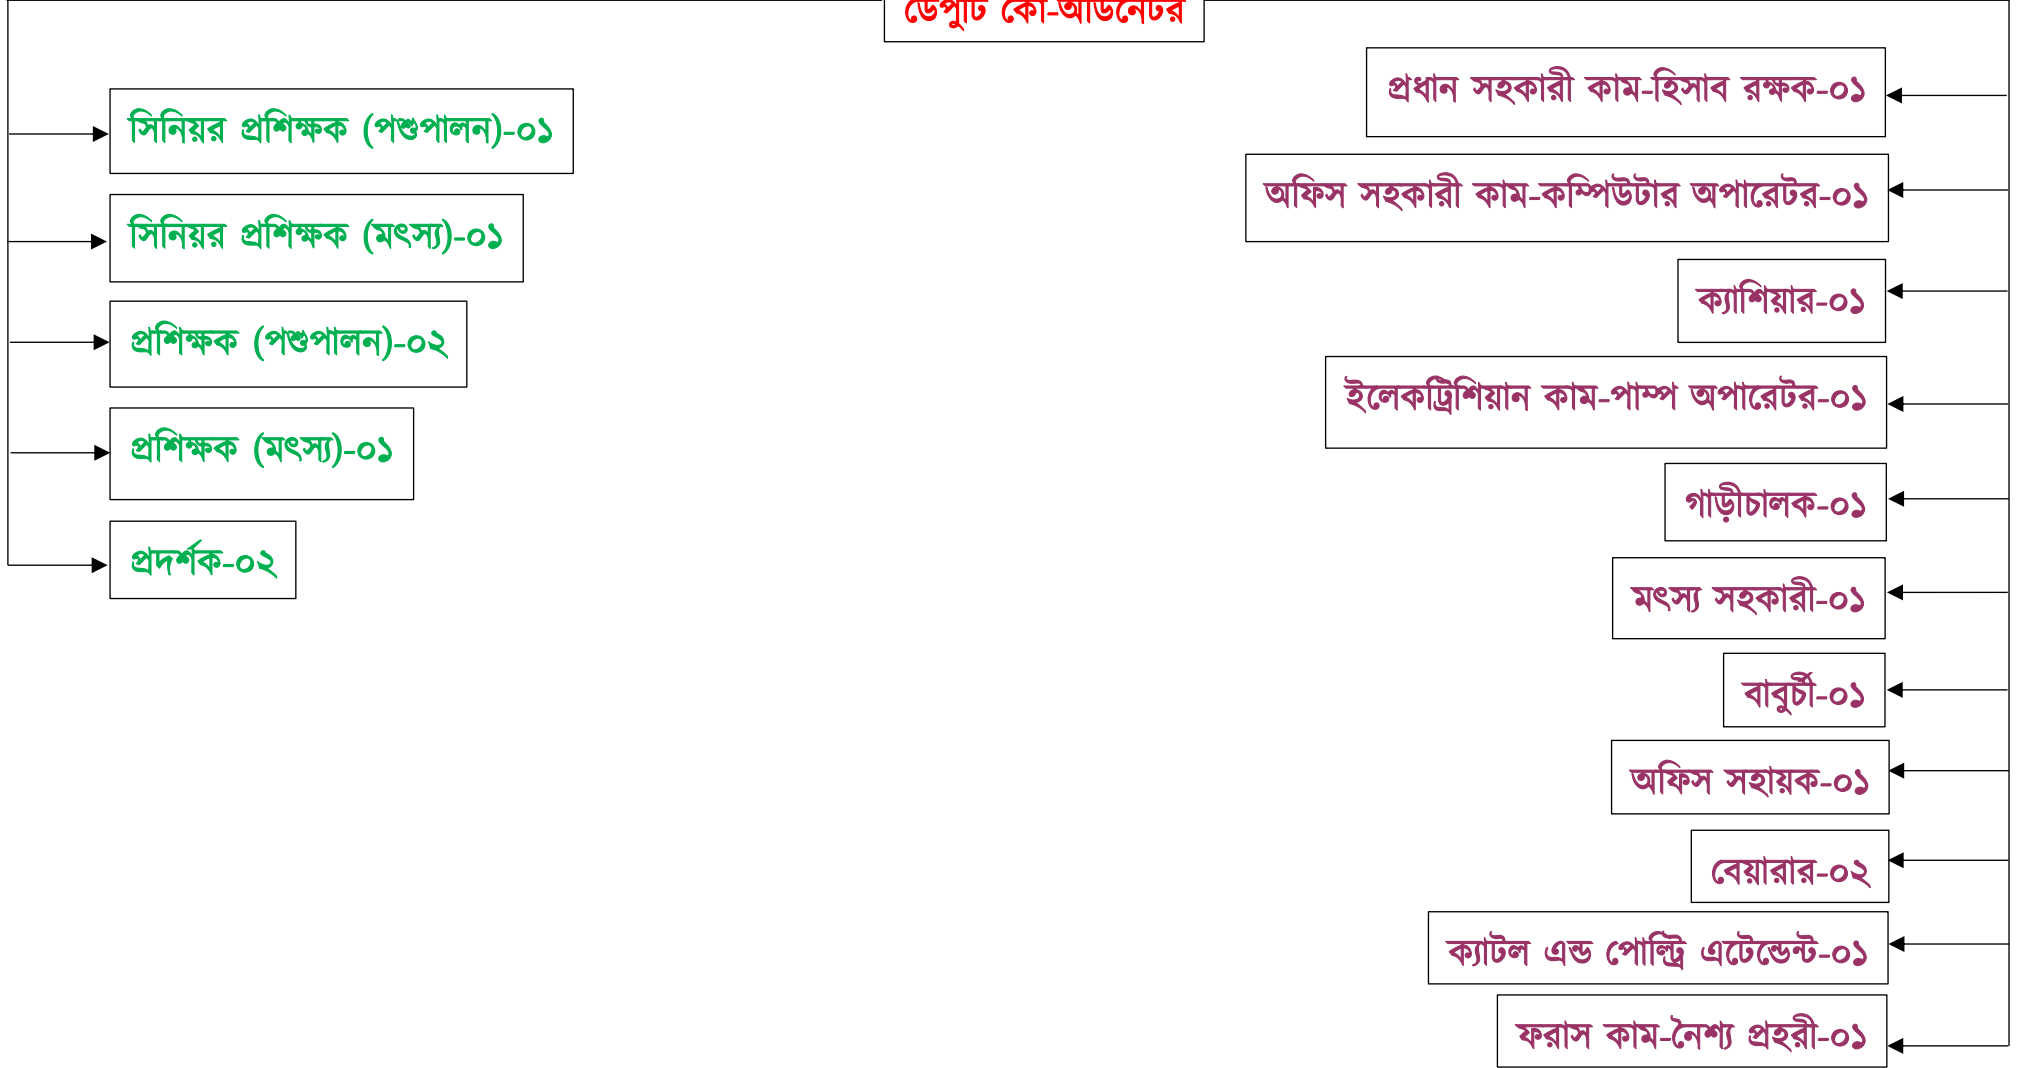 ডেপুটি কো-অর্ডিনেটর
সিনিয়র প্রশিক্ষক (পশুপালন)-০১
সিনিয়র প্রশিক্ষক (মৎস্য)-০১
প্রশিক্ষক (পশুপালন)-০২
প্রশিক্ষক (মৎস্য)-০১
প্রদর্শক-০২
প্রধান সহকারী কাম-হিসাব রক্ষক-০১
অফিস সহকারী কাম-কম্পিউটার অপারেটর-০১
ক্যাশিয়ার-০১
ইলেকট্রিশিয়ান কাম-পাম্প অপারেটর-০১
গাড়ীচালক-০১
মৎস্য সহকারী-০১
বাবুর্চী-০১
অফিস সহায়ক-০১
বেয়ারার-০২
ক্যাটল এন্ড পোল্ট্রি এটেন্ডেন্ট-০১
ফরাস কাম-নৈশ্য প্রহরী-০১